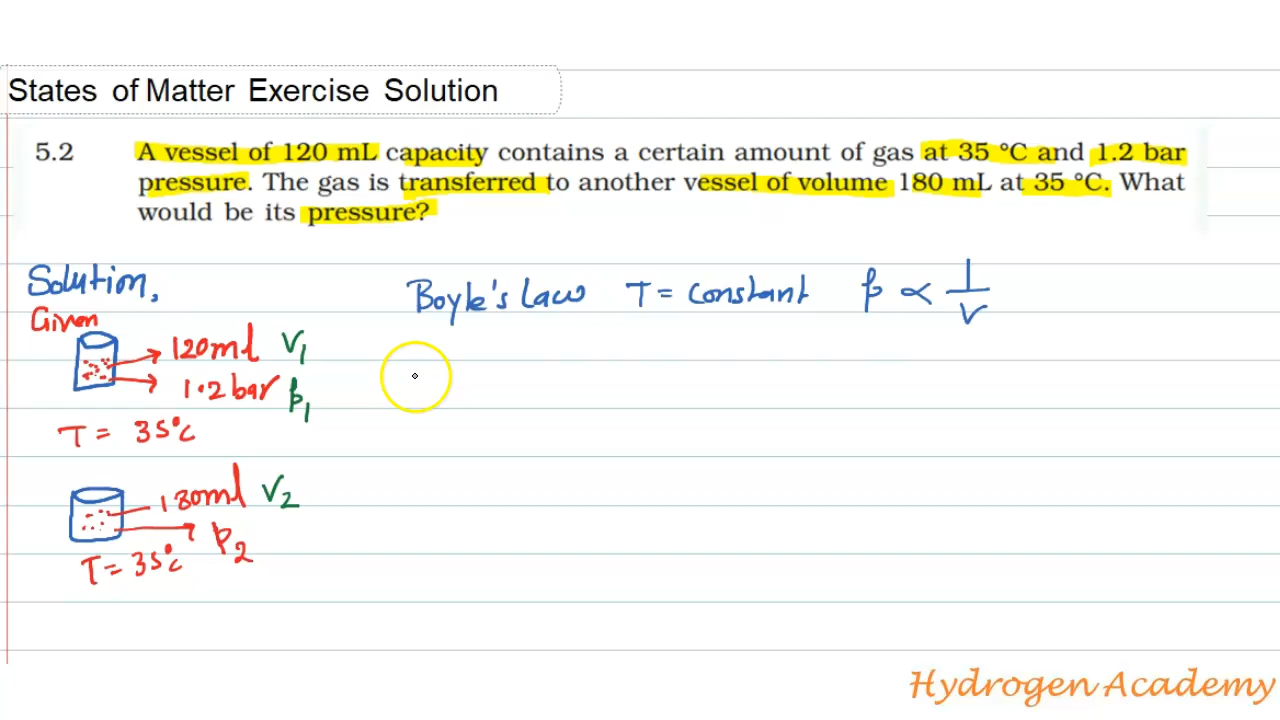 States of Matter Exercise Solution
5.2 A vessel of 120 mL capacity contains a certain amount of gas at 35 °C and 1.2 bar
pressure. The gas is transferred to another vessel of volume 180 mL at 35 °C. What
would be its pressure?
Solution,
Boyle's law T = constant p ∝ 1/V
Given
120ml V1
1.2 bar p1
T = 35°C
180ml V2
p2
T = 35°C
Hydrogen Academy